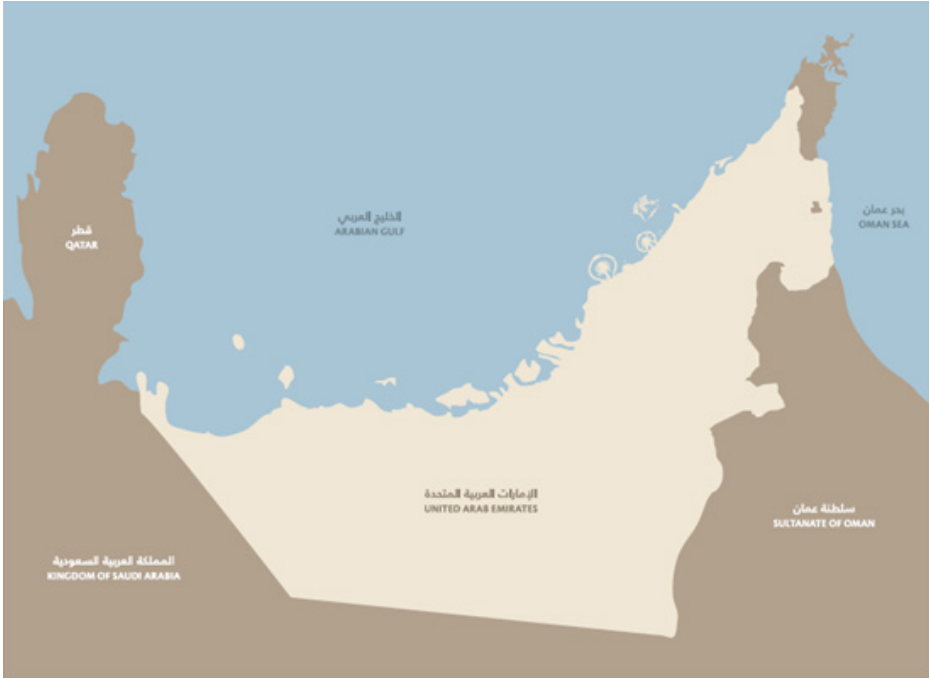 قطر
QATAR
الخليج العربي
ARABIAN GULF
بحر عمان
OMAN SEA
الإمارات العربية المتحدة
UNITED ARAB EMIRATES
سلطنة عمان
SULTANATE OF OMAN
المملكة العربية السعودية
KINGDOM OF SAUDI ARABIA